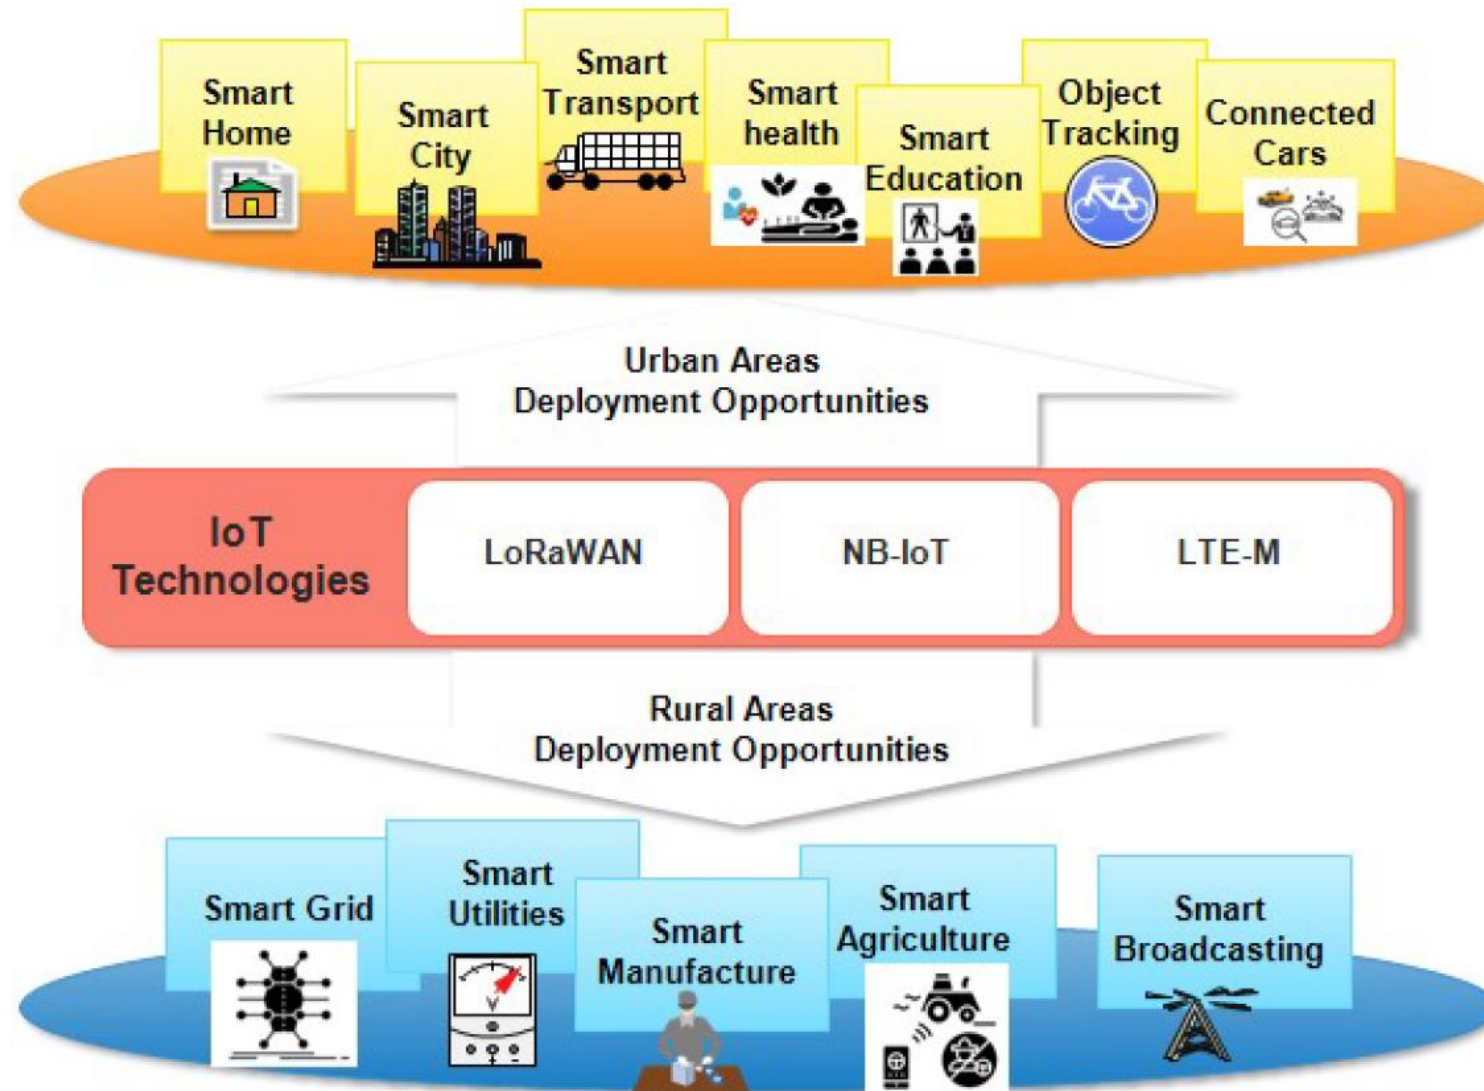 Smart
Home
Smart
City
Smart
Transport
Smart
health
Smart
Education
Object
Tracking
Connected
Cars
Urban Areas
Deployment Opportunities
IoT
Technologies
LoRaWAN
NB-IoT
LTE-M
Rural Areas
Deployment Opportunities
Smart Grid
Smart
Utilities
V
Smart
Manufacture
Smart
Agriculture
Smart
Broadcasting